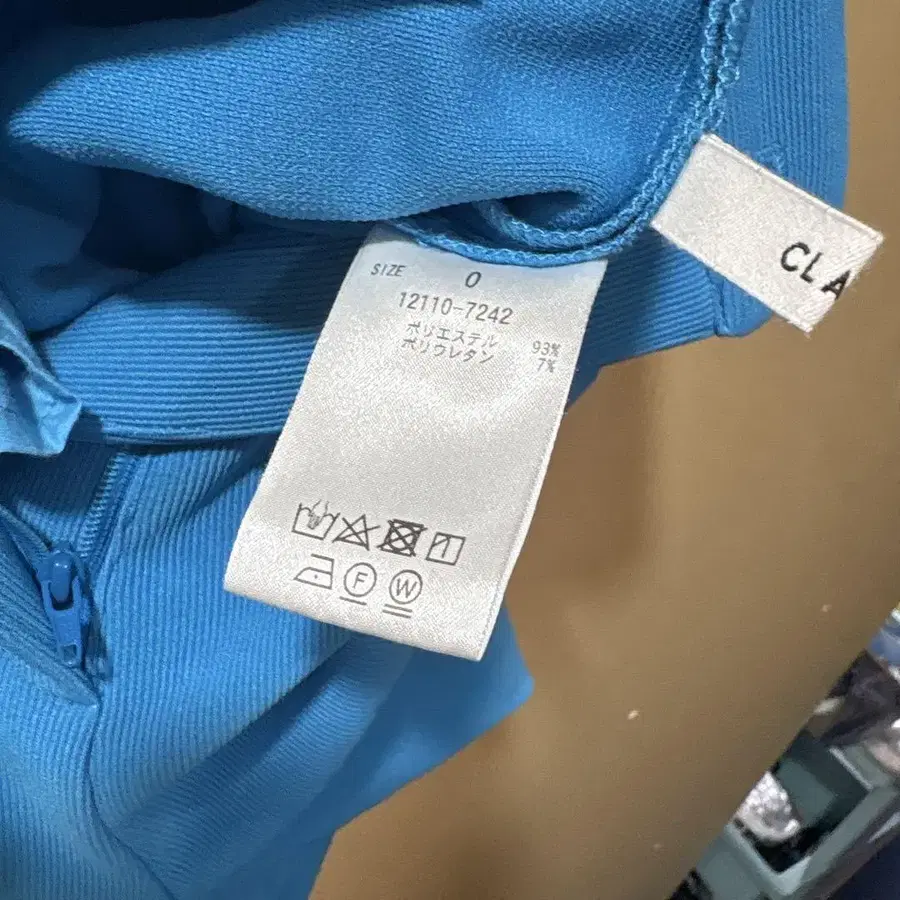 SIZE 0
12110-7242
ポリエステル 93%
ポリウレタン 7%
F W
CLA